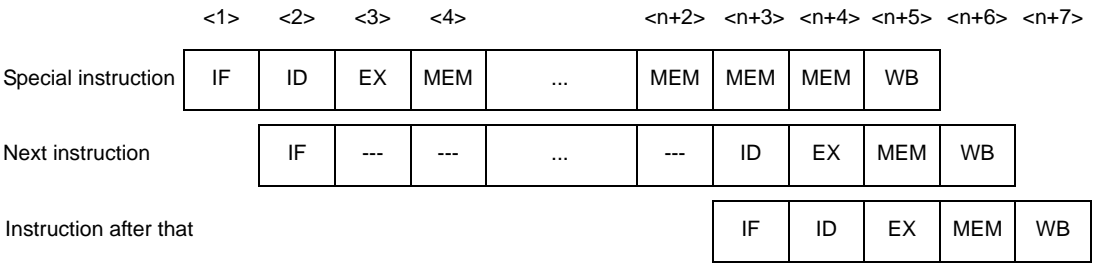 <1> <2> <3> <4> <n+2> <n+3> <n+4> <n+5> <n+6> <n+7>
Special instruction IF ID EX MEM ... MEM MEM MEM WB
Next instruction IF --- --- ... --- ID EX MEM WB
Instruction after that IF ID EX MEM WB